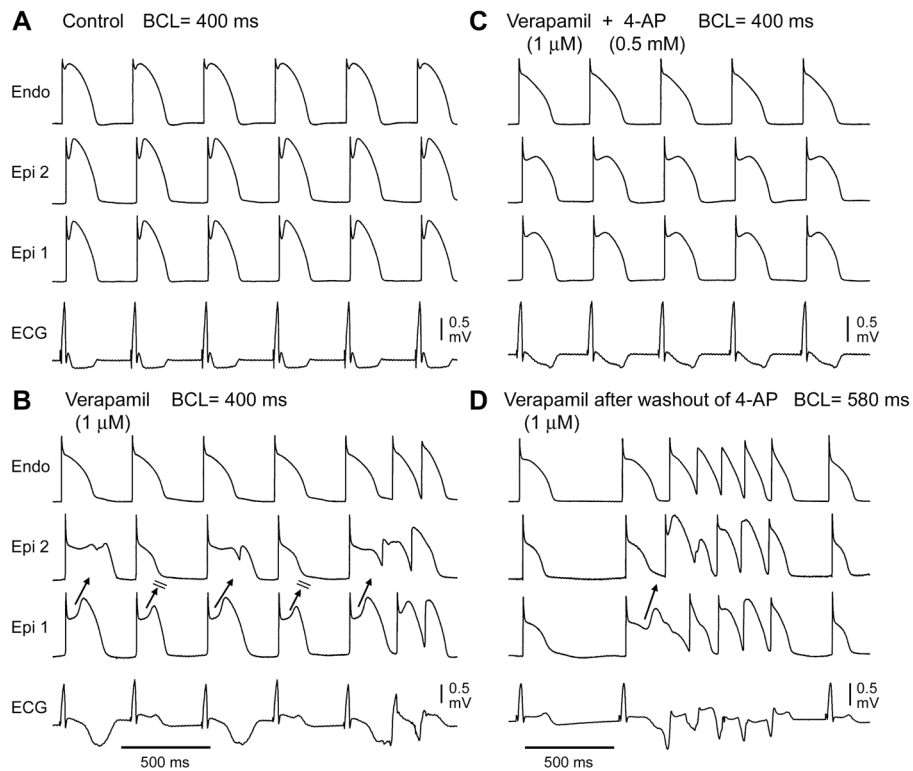 A Control BCL= 400 ms
Endo
Epi 2
Epi 1
ECG
0.5
mV
B Verapamil BCL= 400 ms
(1 µM)
Endo
Epi 2
Epi 1
ECG
0.5
mV
500 ms
C Verapamil + 4-AP BCL= 400 ms
(1 µM) (0.5 mM)
0.5
mV
D Verapamil after washout of 4-AP BCL= 580 ms
(1 µM)
0.5
mV
500 ms